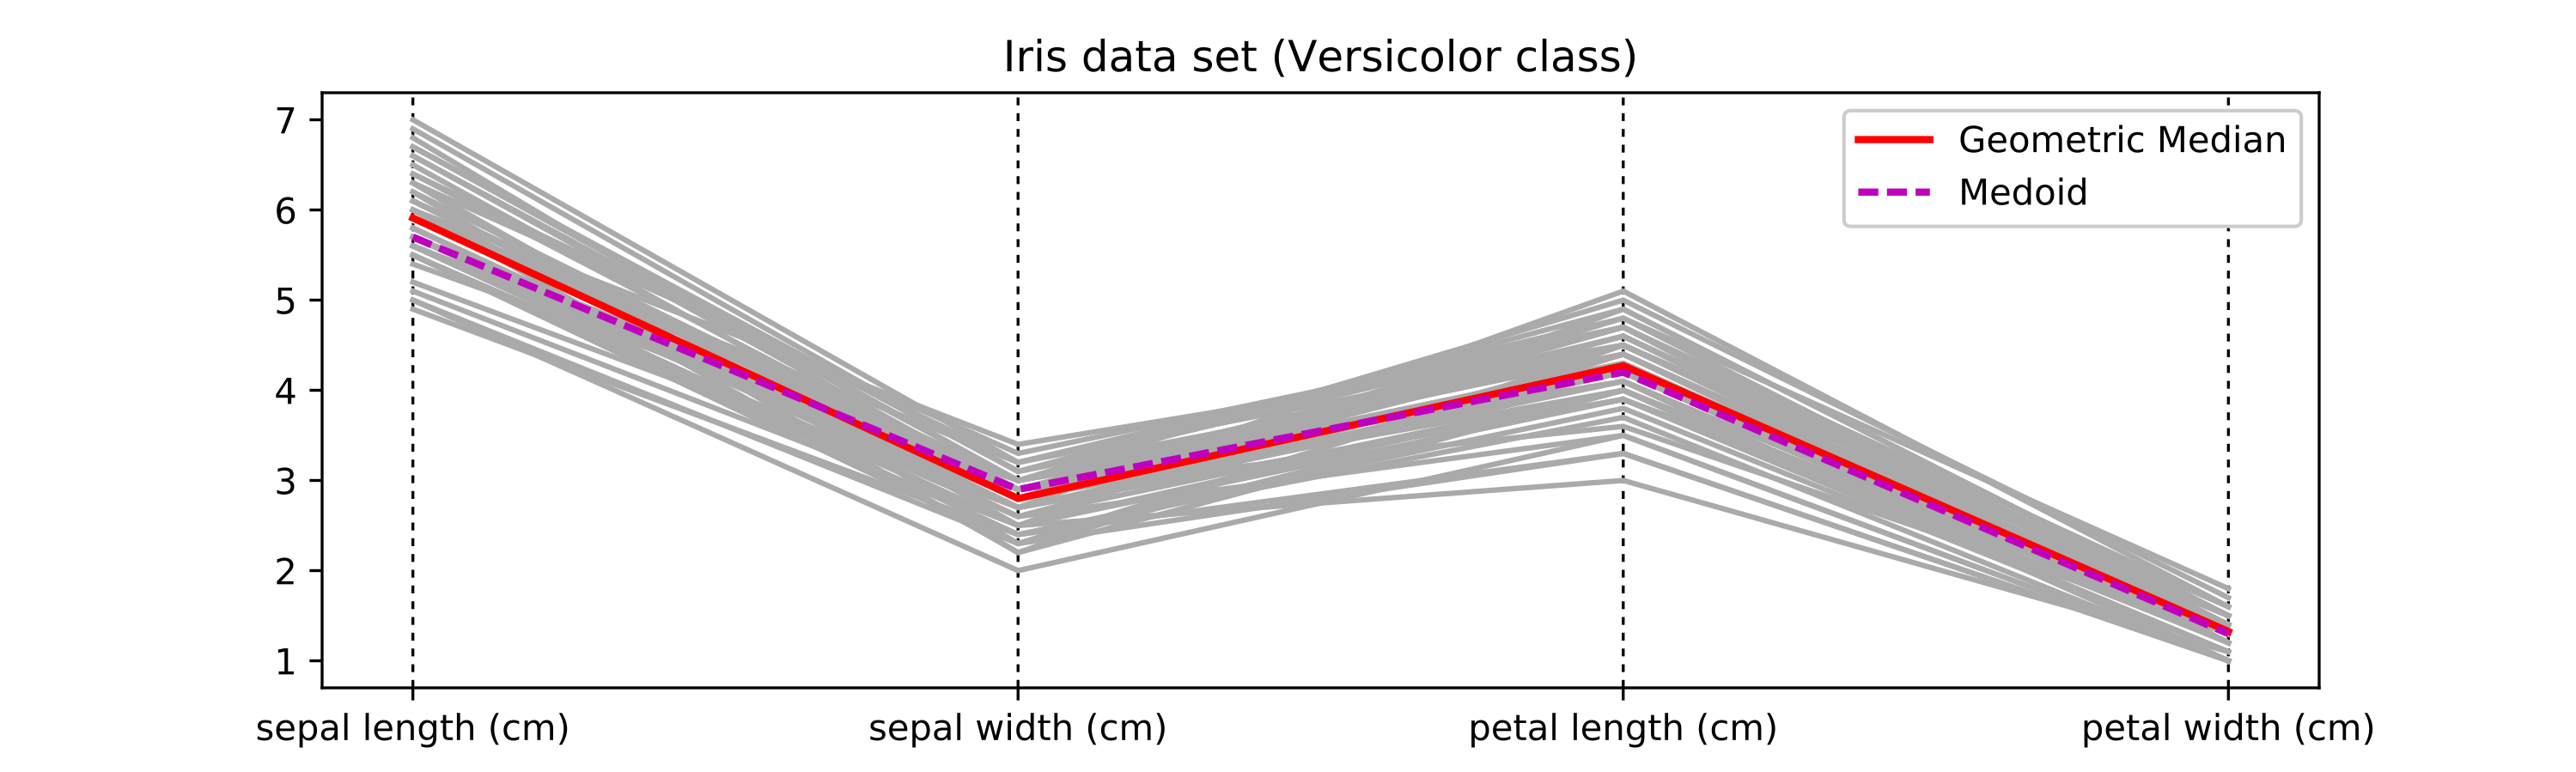 Iris data set (Versicolor class)
Geometric Median
Medoid
7
6
5
4
3
2
1
sepal length (cm) sepal width (cm) petal length (cm) petal width (cm)